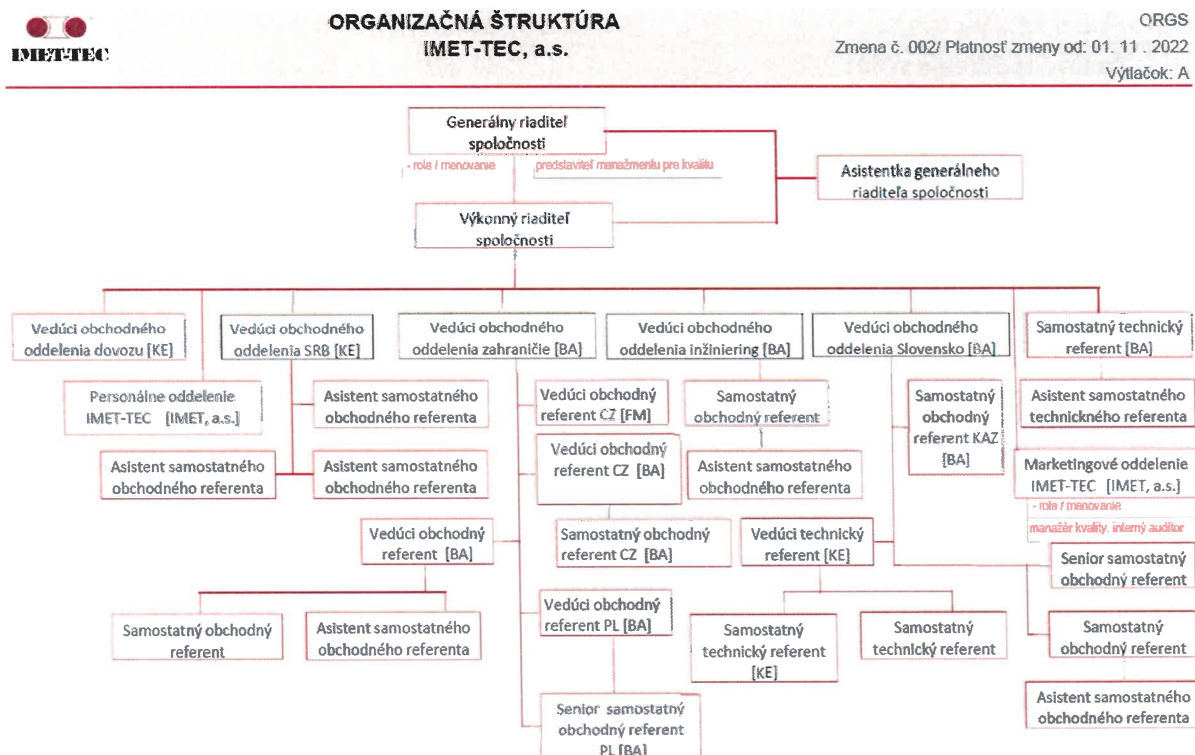 IMET-TEC
ORGANIZAČNÁ ŠTRUKTÚRA
IMET-TEC, a.s.
ORGS
Zmena č. 002/ Platnosť zmeny od: 01. 11 . 2022
Výtlačok: A
Generálny riaditeľ
spoločnosti
- rola / menovanie
predstaviteľ manažmentu pre kvalitu
Asistentka generálneho
riaditeľa spoločnosti
Výkonný riaditeľ
spoločnosti
Vedúci obchodného
oddelenia dovozu [KE]
Vedúci obchodného
oddelenia SRB [KE]
Vedúci obchodného
oddelenia zahraničie [BA]
Vedúci obchodného
oddelenia inžiniering [BA]
Vedúci obchodného
oddelenia Slovensko [BA]
Samostatný technický
referent [BA]
Personálne oddelenie
IMET-TEC [IMET, a.s.]
Asistent samostatného
obchodného referenta
Vedúci obchodný
referent CZ [FM]
Samostatný
obchodný referent
Samostatný
obchodný
referent KAZ
[BA]
Asistent samostatného
technického referenta
Asistent samostatného
obchodného referenta
Asistent samostatného
obchodného referenta
Vedúci obchodný
referent CZ [BA]
Asistent samostatného
obchodného referenta
Marketingové oddelenie
IMET-TEC [IMET, a.s.]
- rola / menovanie
manažér kvality, interný audítor
Vedúci obchodný
referent [BA]
Samostatný obchodný
referent CZ [BA]
Vedúci technický
referent [KE]
Senior samostatný
obchodný referent
Samostatný obchodný
referent
Asistent samostatného
obchodného referenta
Vedúci obchodný
referent PL [BA]
Samostatný
technický referent
[KE]
Samostatný
technický referent
Samostatný
obchodný referent
Senior samostatný
obchodný referent
PL [BA]
Asistent samostatného
obchodného referenta